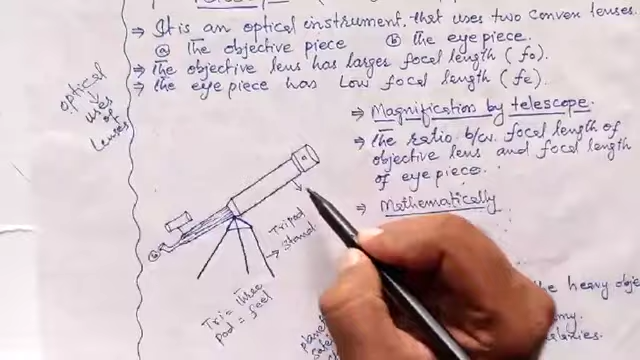 ⇒ It is an optical instrument that uses two convex lenses.
ⓐ The objective piece ⓑ The eye piece.
⇒ The objective lens has larger focal length (fo)
⇒ the eye piece has Low focal length (fe).
optical
↓
uses of
Lenses
⇒ Magnification by telescope.
⇒ The ratio b/w focal length of
objective lens and focal length
of eye piece.
⇒ Mathematically
a
b
Tripod
→ Stand
Tri = three
Pod = feet
the heavy